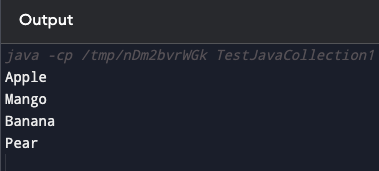 Output
java -cp /tmp/nDm2bvrWGk TestJavaCollection1
Apple
Mango
Banana
Pear